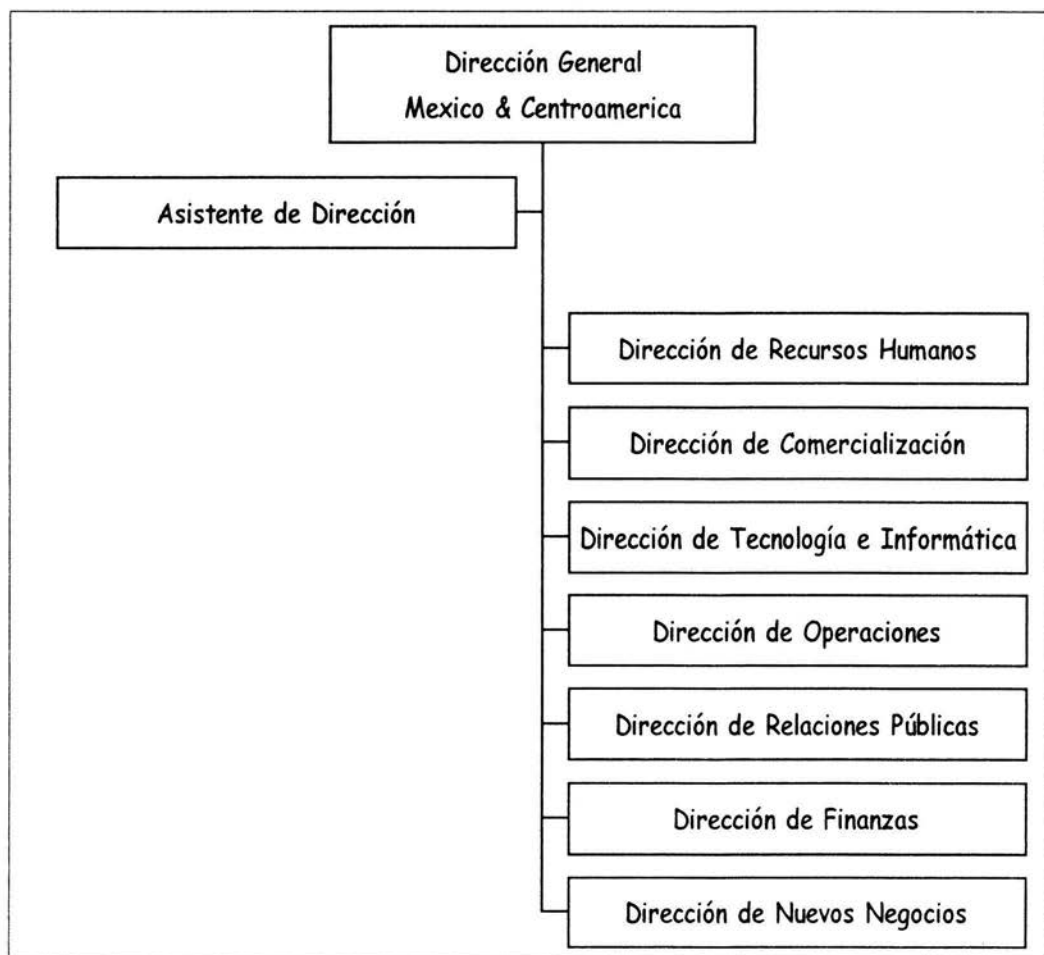 Dirección General
Mexico & Centroamerica
Asistente de Dirección
Dirección de Recursos Humanos
Dirección de Comercialización
Dirección de Tecnología e Informática
Dirección de Operaciones
Dirección de Relaciones Públicas
Dirección de Finanzas
Dirección de Nuevos Negocios